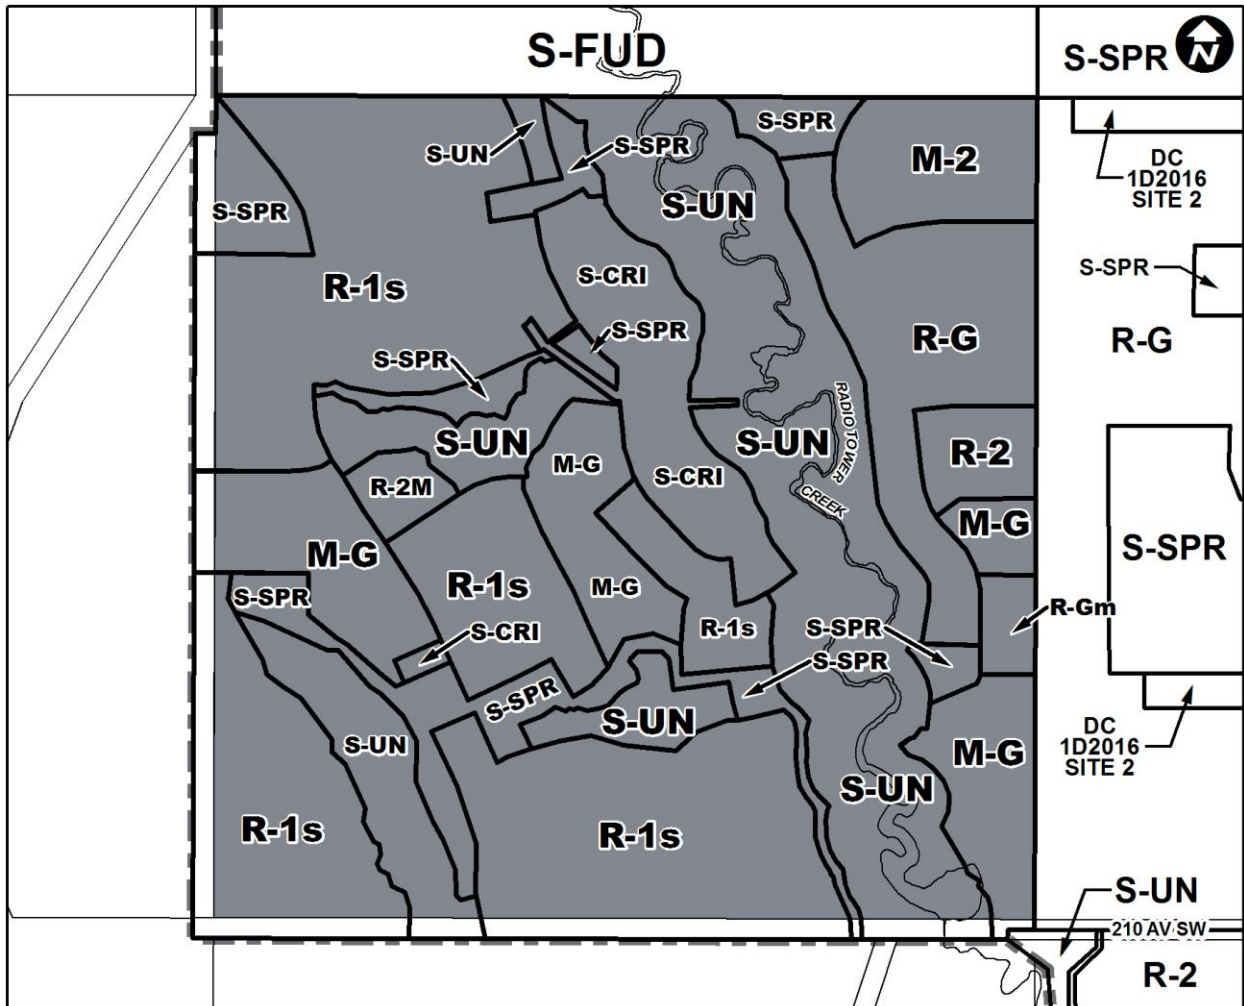 S-FUD
S-SPR
N
S-SPR
S-UN
S-SPR
M-2
DC
1D2016
SITE 2
S-SPR
S-UN
S-CRI
S-SPR
R-1s
S-SPR
S-SPR
R-G
R-G
RADIO TOWER
CREEK
S-UN
S-UN
M-G
R-2
R-2M
S-CRI
M-G
S-SPR
M-G
R-1s
M-G
S-SPR
R-Gm
S-CRI
R-1s
S-SPR
S-SPR
S-SPR
S-UN
S-UN
DC
1D2016
SITE 2
M-G
S-UN
R-1s
R-1s
S-UN
210 AV SW
R-2